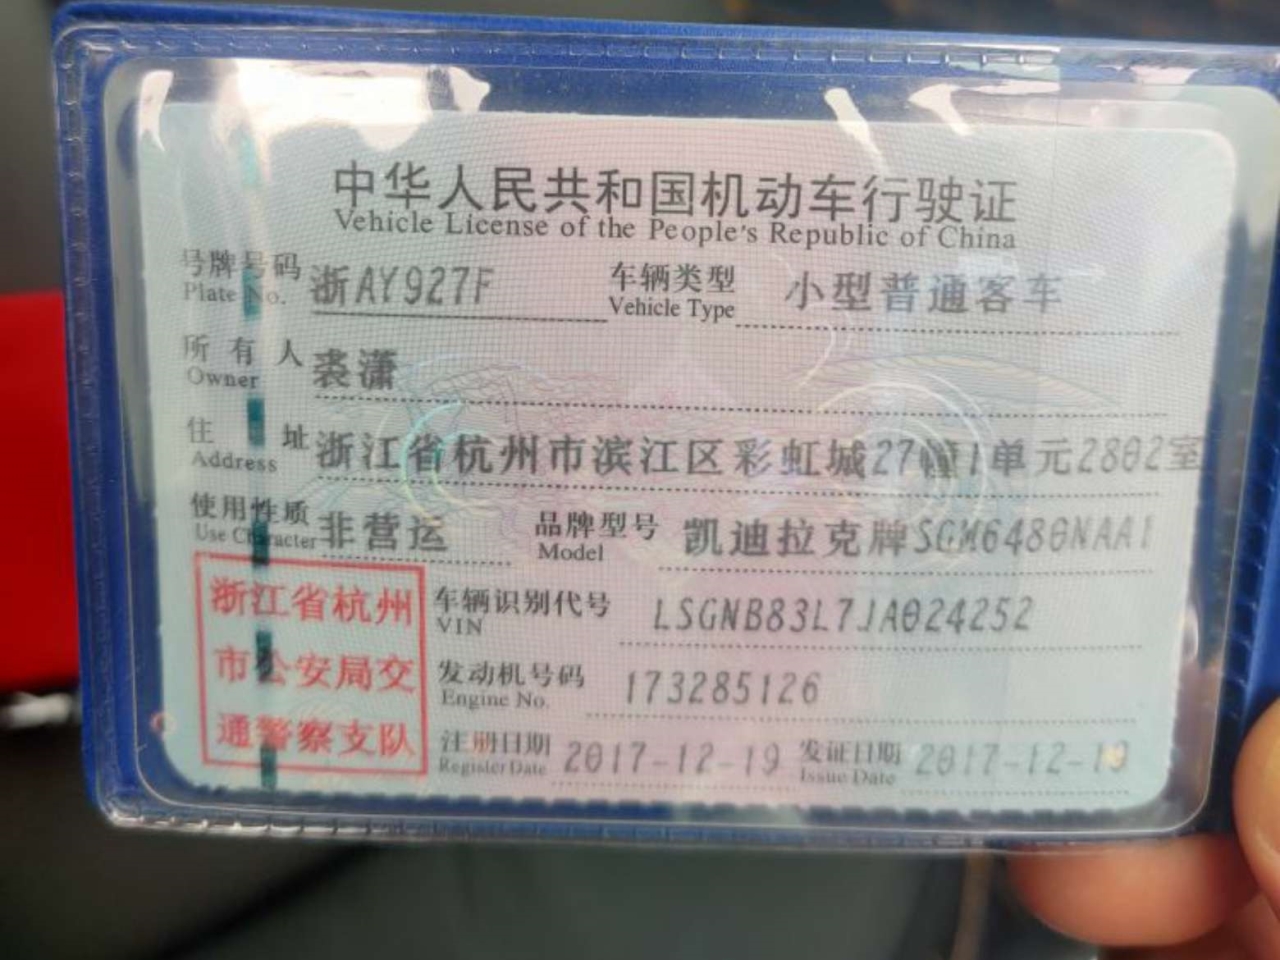 中华人民共和国机动车行驶证
Vehicle License of the People's Republic of China
号牌号码 浙AY927F 车辆类型 小型普通客车
Plate No. Vehicle Type
所有人 裘潇
Owner
住址 浙江省杭州市滨江区彩虹城27幢1单元2802室
Address
使用性质 非营运 品牌型号 凯迪拉克牌SGM6480NAA1
Use Character Model
浙江省杭州
市公安局交
通警察支队
车辆识别代号 LSGNB83L7JA024252
VIN
发动机号码 173285126
Engine No.
注册日期 2017-12-19 发证日期 2017-12-19
Register Date Issue Date